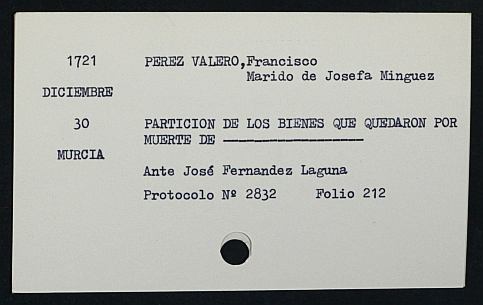 1721 PEREZ VALERO,Francisco
Marido de Josefa Minguez
DICIEMBRE
30 PARTICION DE LOS BIENES QUE QUEDARON POR
MUERTE DE ------------------
MURCIA
Ante José Fernandez Laguna
Protocolo Nº 2832 Folio 212